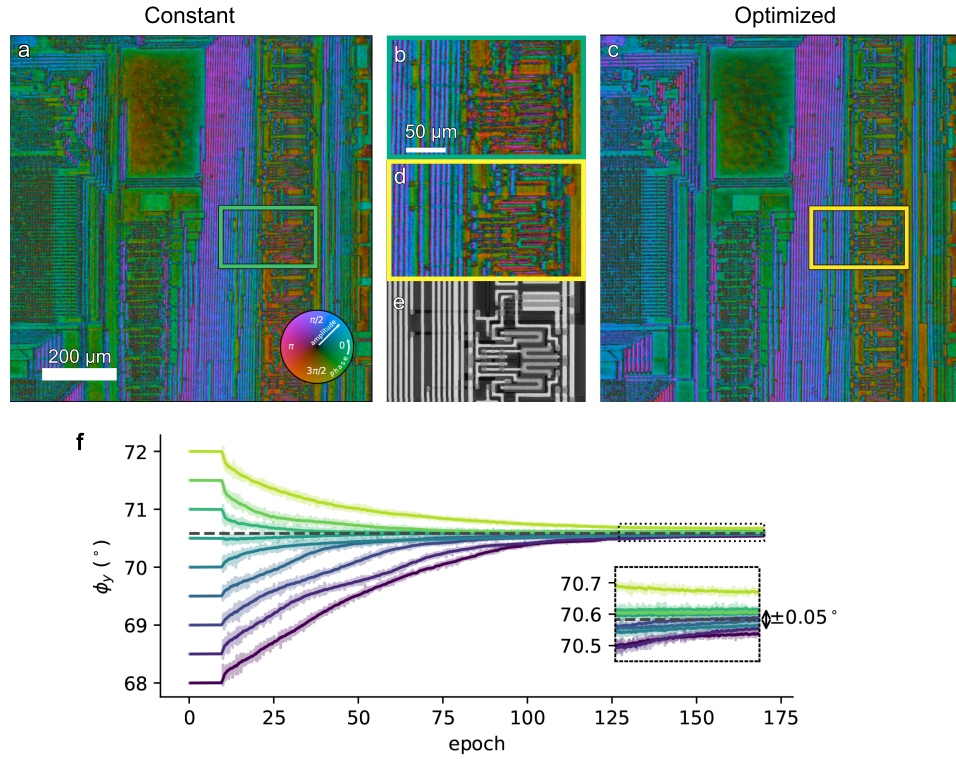 Constant
Optimized
a
b
c
50 μm
d
e
200 μm
π/2
amplitude
π
0
phase
3π/2
f
72
71
70
69
68
ϕy (°)
70.7
70.6
70.5
±0.05°
0
25
50
75
100
125
150
175
epoch